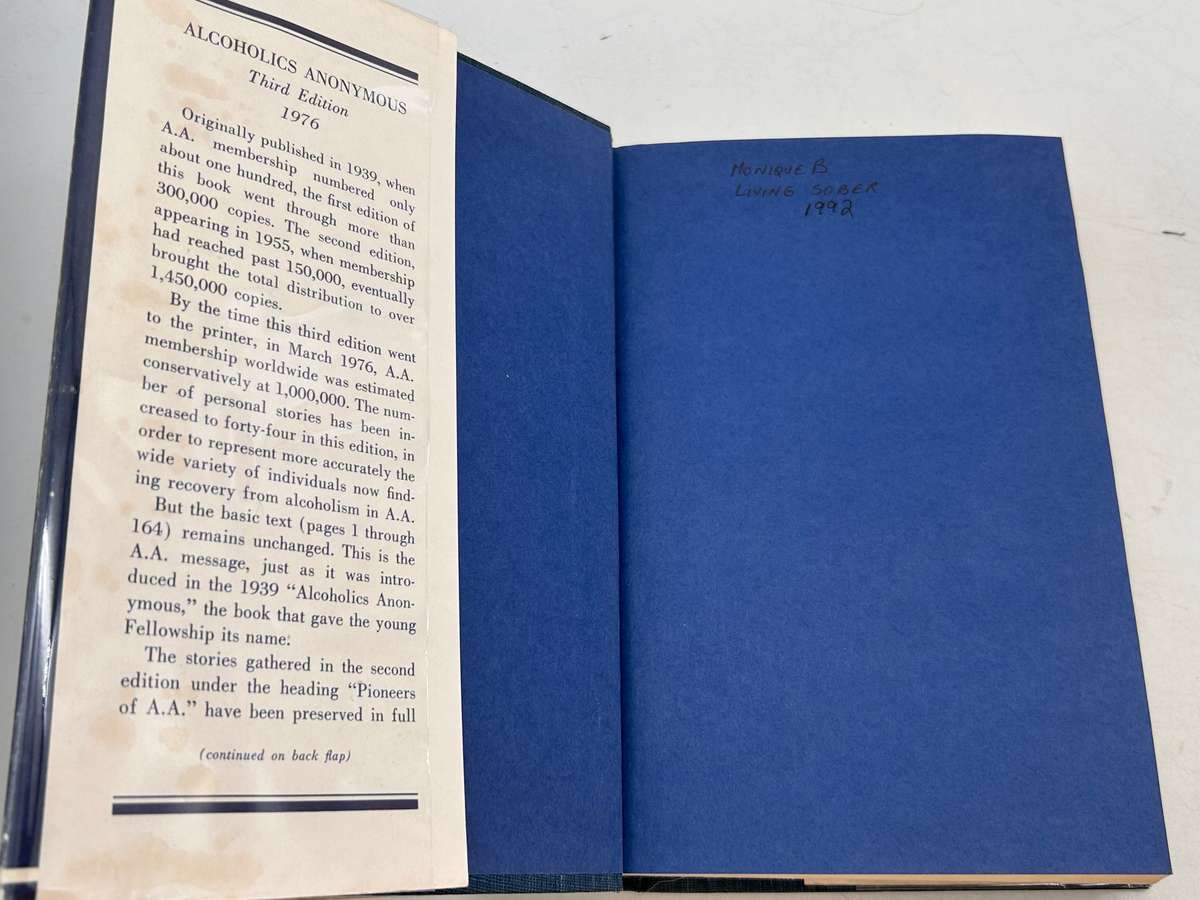 ALCOHOLICS ANONYMOUS
Third Edition
1976
Originally published in 1939, when
A.A. membership numbered only
about one hundred, the first edition of
this book went through more than
300,000 copies. The second edition,
appearing in 1955, when membership
had reached past 150,000, eventually
brought the total distribution to over
1,450,000 copies.
By the time this third edition went
to the printer, in March 1976, A.A.
membership worldwide was estimated
conservatively at 1,000,000. The num-
ber of personal stories has been in-
creased to forty-four in this edition, in
order to represent more accurately the
wide variety of individuals now find-
ing recovery from alcoholism in A.A.
But the basic text (pages 1 through
164) remains unchanged. This is the
A.A. message, just as it was intro-
duced in the 1939 “Alcoholics Anon-
ymous,” the book that gave the young
Fellowship its name.
The stories gathered in the second
edition under the heading “Pioneers
of A.A.” have been preserved in full
(continued on back flap)
MONIQUE B
LIVING SOBER
1992